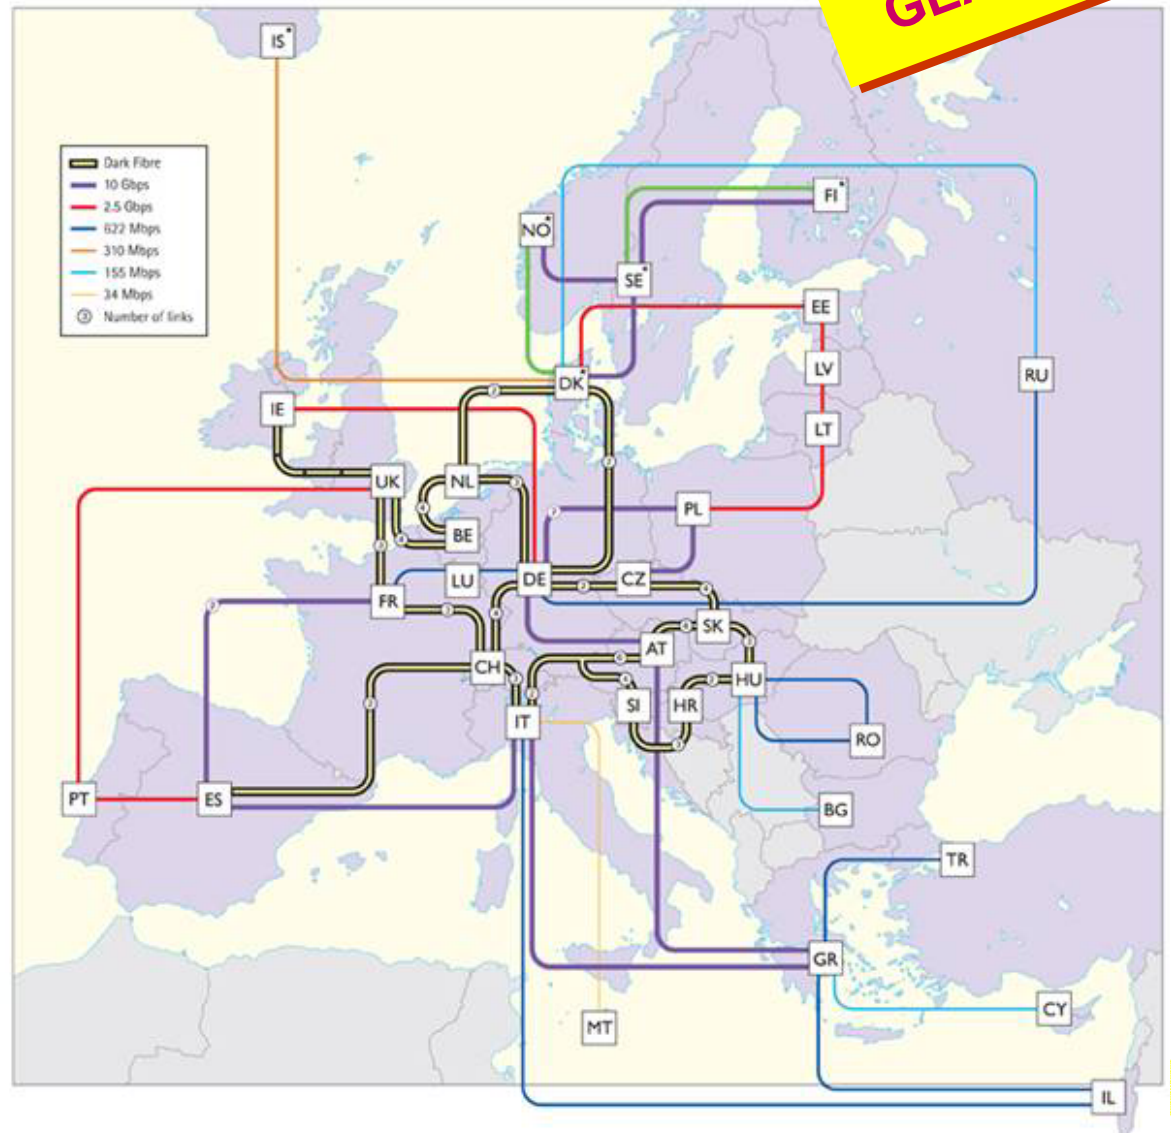 IS*
Dark Fibre
10 Gbps
2.5 Gbps
622 Mbps
310 Mbps
155 Mbps
34 Mbps
③ Number of links
FI*
NO*
SE*
EE
LV
RU
DK*
IE
LT
UK
NL
PL
BE
LU
DE
CZ
FR
SK
AT
CH
HU
SI
HR
IT
RO
PT
ES
BG
TR
GR
CY
MT
IL